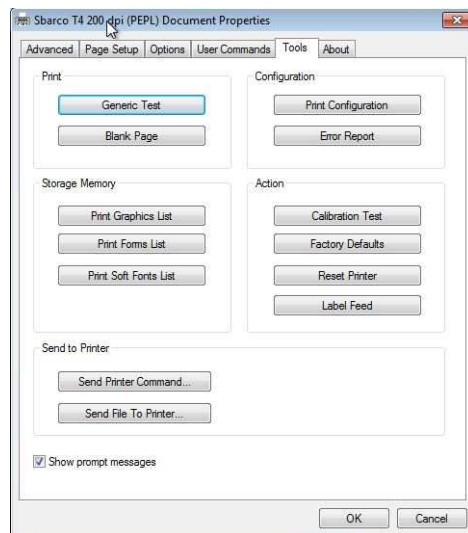 Sbarco T4 200 dpi (PEPL) Document Properties
Advanced Page Setup Options User Commands Tools About
Print
Generic Test
Blank Page
Configuration
Print Configuration
Error Report
Storage Memory
Print Graphics List
Print Forms List
Print Soft Fonts List
Action
Calibration Test
Factory Defaults
Reset Printer
Label Feed
Send to Printer
Send Printer Command...
Send File To Printer...
Show prompt messages
OK Cancel